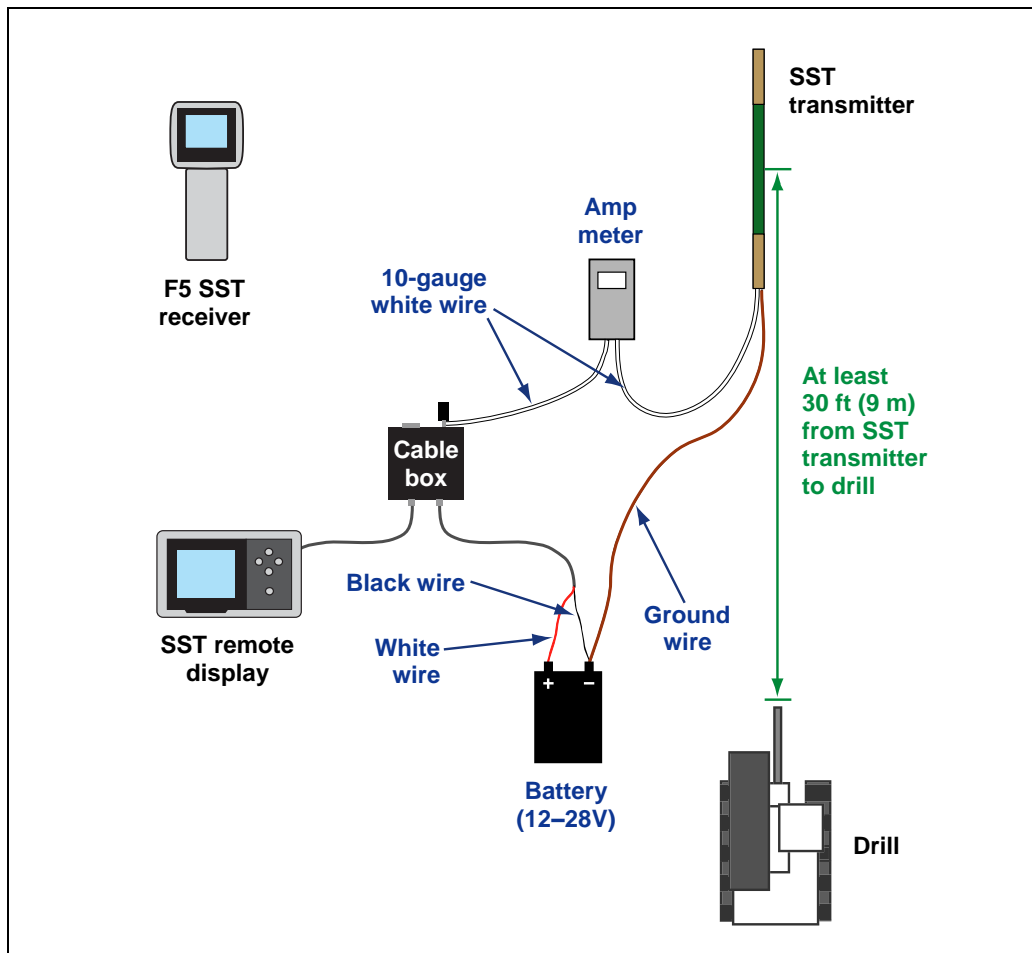 SST
transmitter
F5 SST
receiver
Amp
meter
10-gauge
white wire
At least
30 ft (9 m)
from SST
transmitter
to drill
Cable
box
SST remote
display
Black wire
White
wire
Ground
wire
+ −
Battery
(12–28V)
Drill